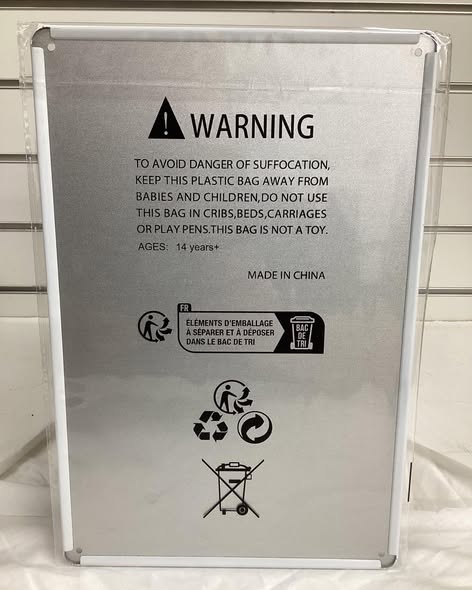 WARNING
TO AVOID DANGER OF SUFFOCATION,
KEEP THIS PLASTIC BAG AWAY FROM
BABIES AND CHILDREN,DO NOT USE
THIS BAG IN CRIBS,BEDS,CARRIAGES
OR PLAY PENS.THIS BAG IS NOT A TOY.
AGES: 14 years+
MADE IN CHINA
FR
ÉLÉMENTS D'EMBALLAGE
À SÉPARER ET À DÉPOSER
DANS LE BAC DE TRI
BAC
DE
TRI